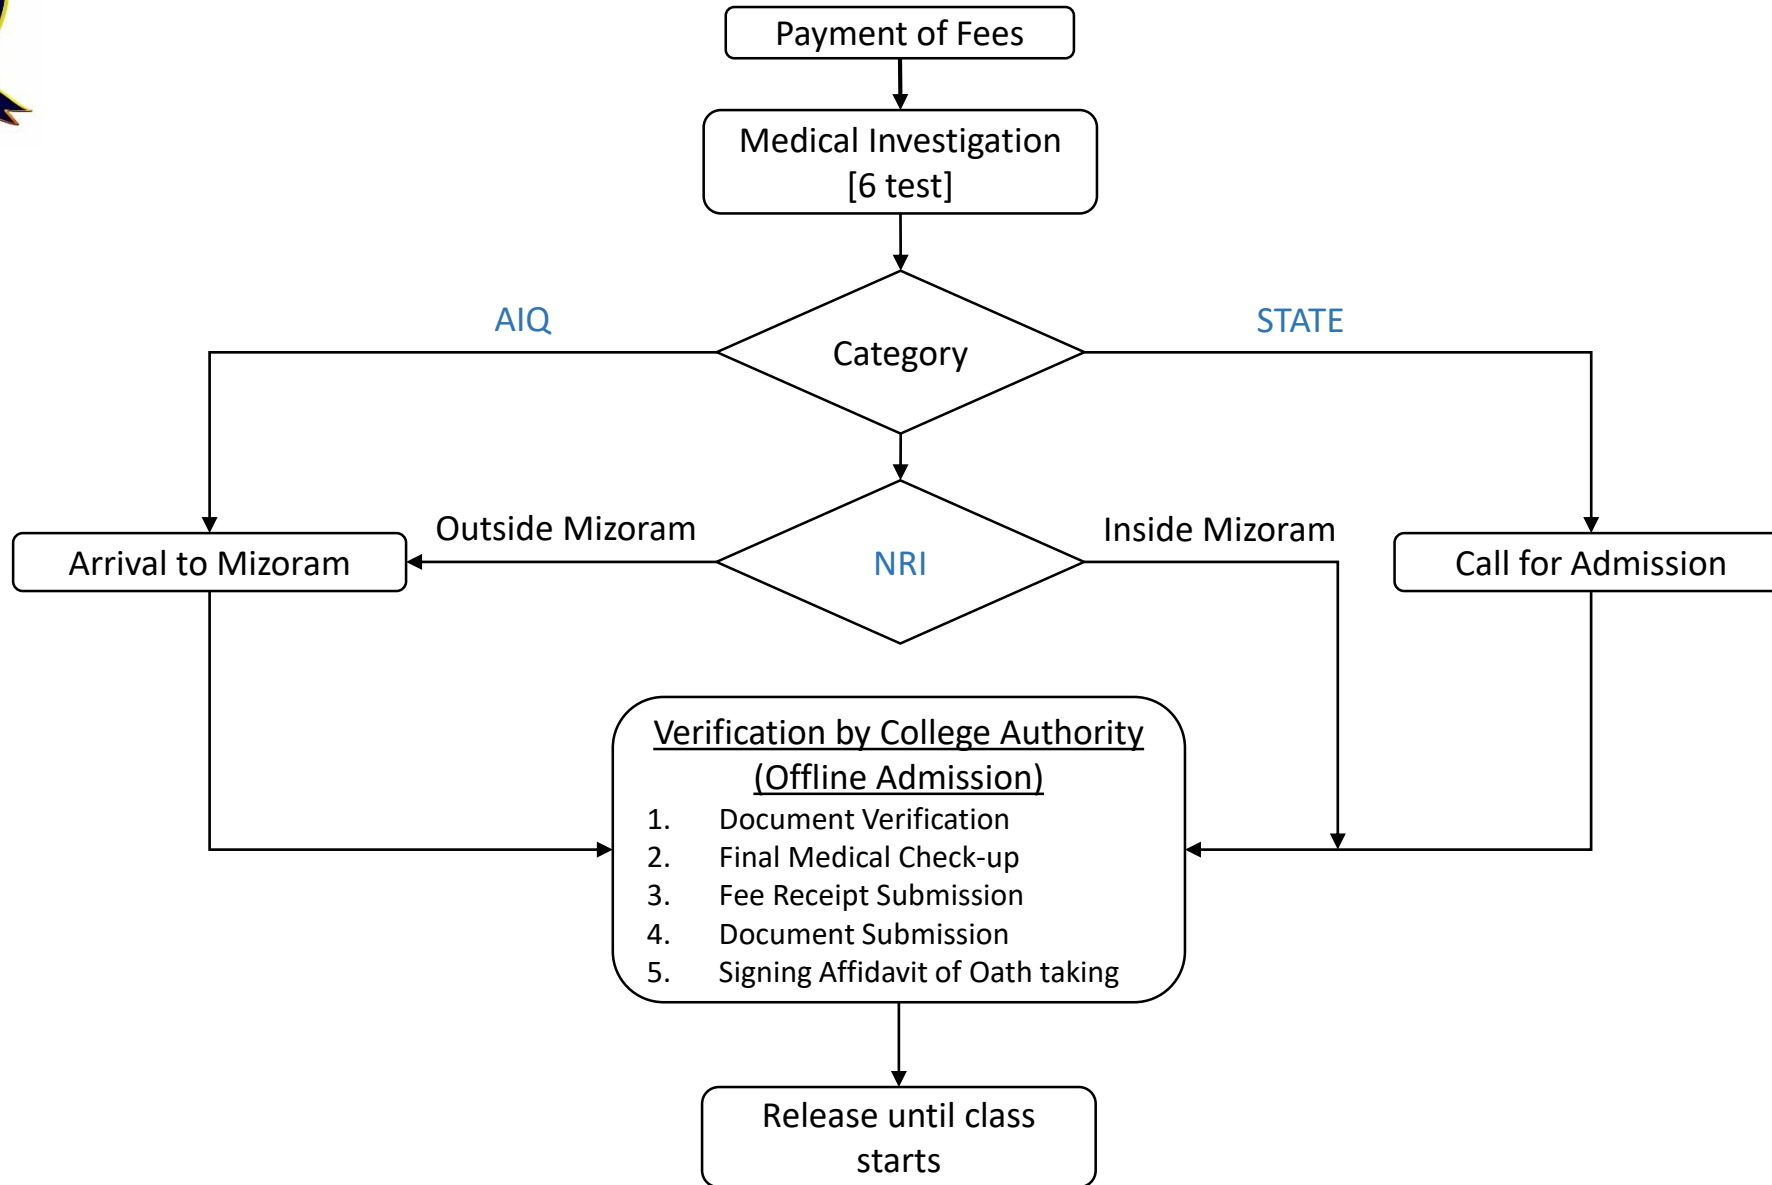 Payment of Fees
Medical Investigation
[6 test]
AIQ
STATE
Category
Outside Mizoram
Inside Mizoram
Arrival to Mizoram
NRI
Call for Admission
Verification by College Authority
(Offline Admission)
1. Document Verification
2. Final Medical Check-up
3. Fee Receipt Submission
4. Document Submission
5. Signing Affidavit of Oath taking
Release until class
starts